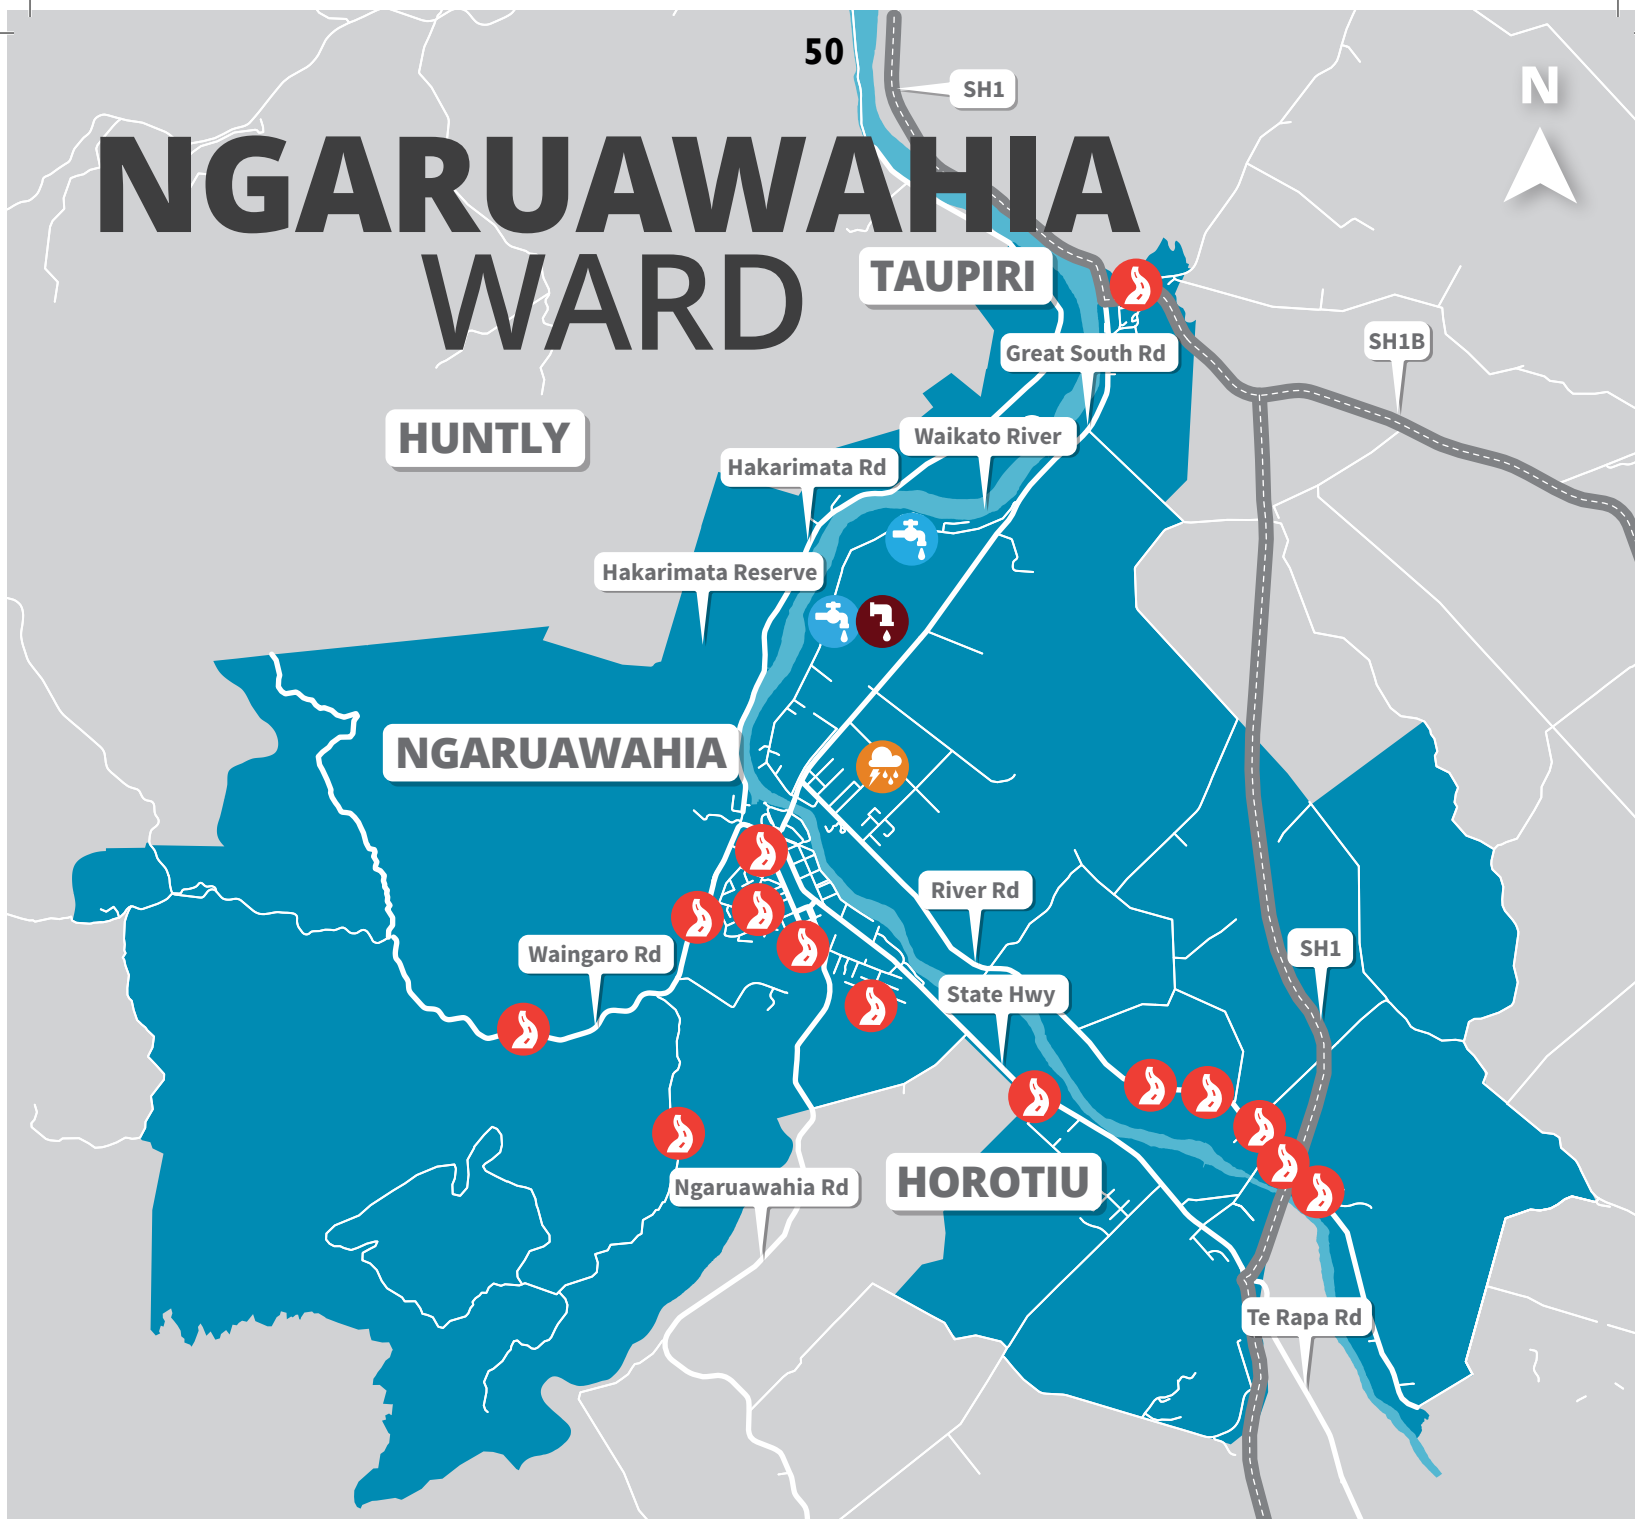 50
SH1
N
NGARUAWAHIA
WARD
TAUPIRI
SH1B
Great South Rd
HUNTLY
Waikato River
Hakarimata Rd
Hakarimata Reserve
NGARUAWAHIA
River Rd
Waingaro Rd
SH1
State Hwy
HOROTIU
Ngaruawahia Rd
Te Rapa Rd